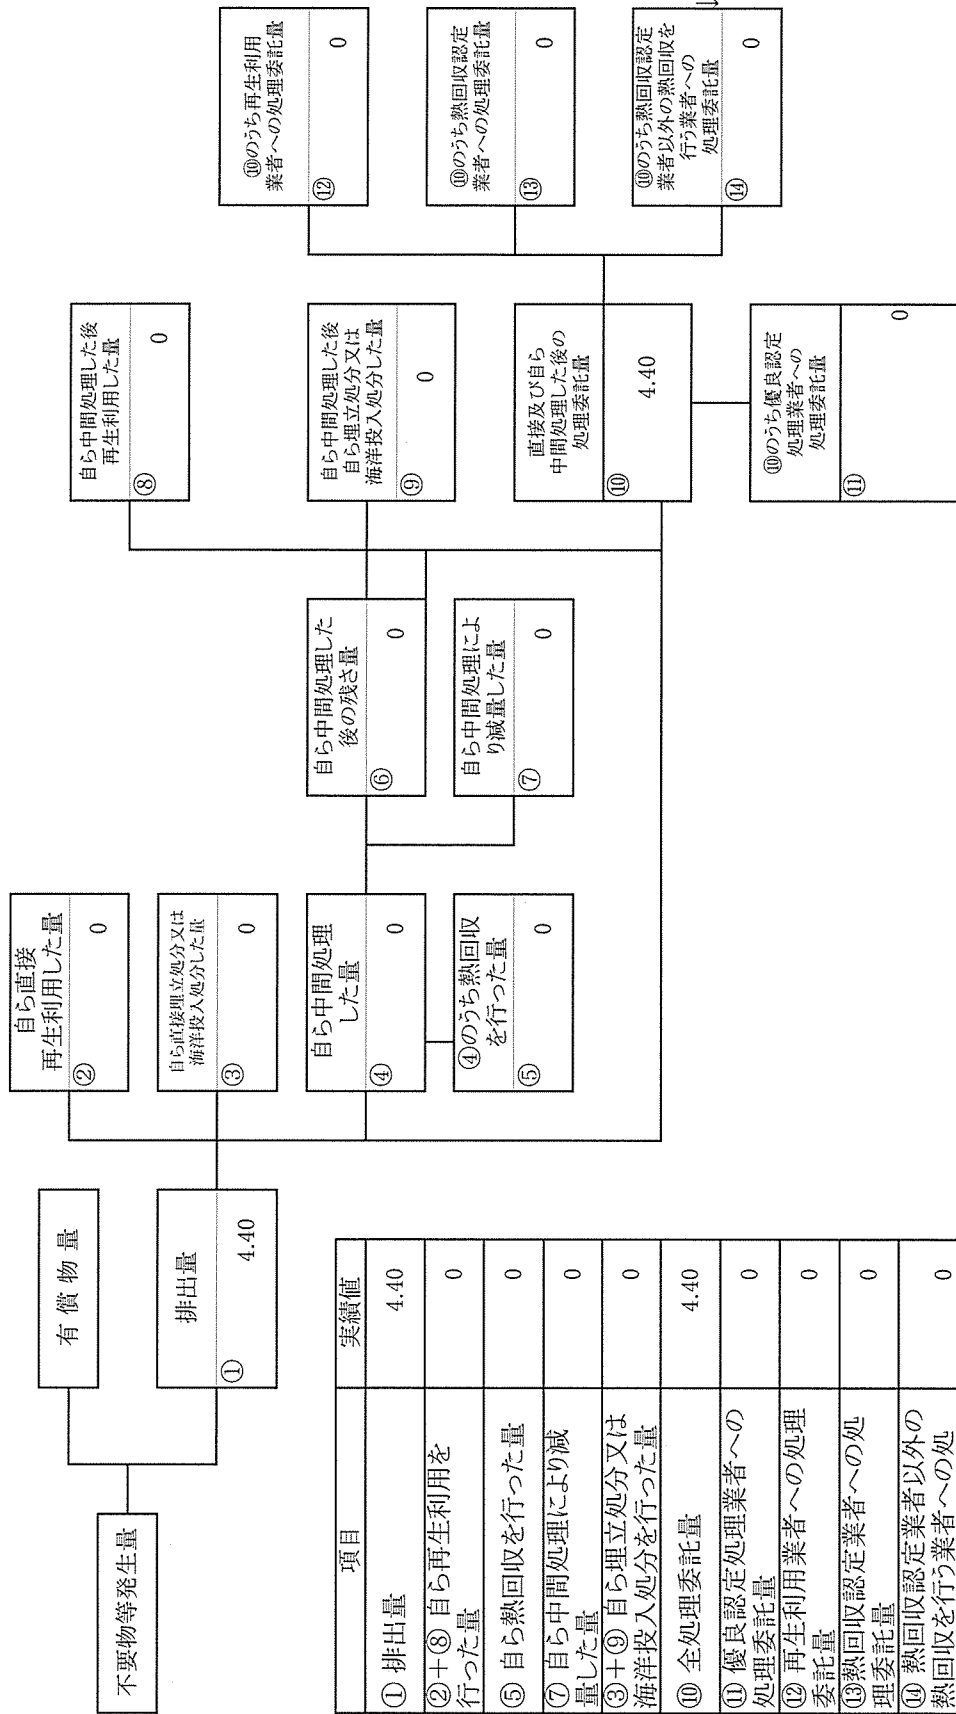 不要物等発生量
有 償 物 量
排出量
①
4.40
自ら直接
再生利用した量
②
0
自ら直接埋立処分又は
海洋投入処分した量
③
0
自ら中間処理
した量
④
0
④のうち熱回収
を行った量
⑤
0
自ら中間処理した
後の残さ量
⑥
0
自ら中間処理によ
り減量した量
⑦
0
自ら中間処理した後
再生利用した量
⑧
0
自ら中間処理した後
自ら埋立処分又は
海洋投入処分した量
⑨
0
直接及び自ら
中間処理した後の
処理委託量
⑩
4.40
⑩のうち優良認定
処理業者への
処理委託量
⑪
0
⑩のうち再生利用
業者への処理委託量
⑫
0
⑩のうち熱回収認定
業者への処理委託量
⑬
0
⑩のうち熱回収認定
業者以外の熱回収を
行う業者への
処理委託量
⑭
0
項目
実績値
① 排出量
4.40
②+⑧ 自ら再生利用を
行った量
0
⑤ 自ら熱回収を行った量
0
⑦ 自ら中間処理により減
量した量
0
③+⑨ 自ら埋立処分又は
海洋投入処分を行った量
0
⑩ 全処理委託量
4.40
⑪ 優良認定処理業者への
処理委託量
0
⑫ 再生利用業者への処理
委託量
0
⑬熱回収認定業者への処
理委託量
0
⑭ 熱回収認定業者以外の
熱回収を行う業者への処
0